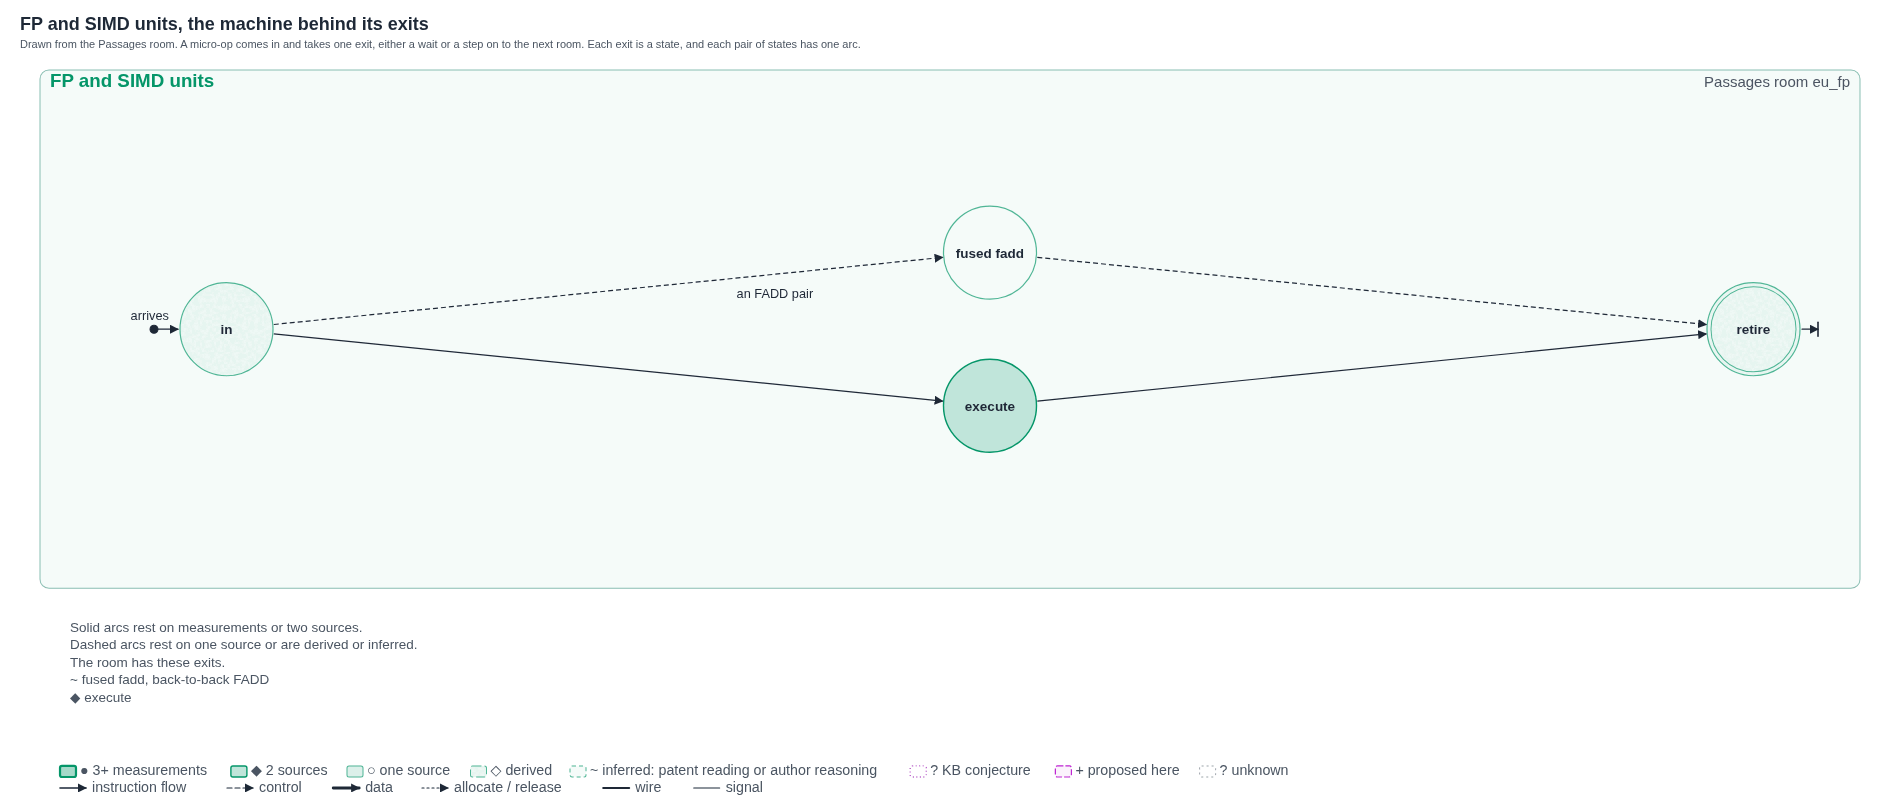 FP and SIMD units, the machine behind its exits
Drawn from the Passages room. A micro-op comes in and takes one exit, either a wait or a step on to the next room. Each exit is a state, and each pair of states has one arc.
FP and SIMD units
Passages room eu_fp
fused fadd
an FADD pair
arrives
in
retire
execute
Solid arcs rest on measurements or two sources.
Dashed arcs rest on one source or are derived or inferred.
The room has these exits.
~ fused fadd, back-to-back FADD
◆ execute
● 3+ measurements ◆ 2 sources ○ one source ◇ derived ~ inferred: patent reading or author reasoning ? KB conjecture + proposed here ? unknown
instruction flow control data allocate / release wire signal